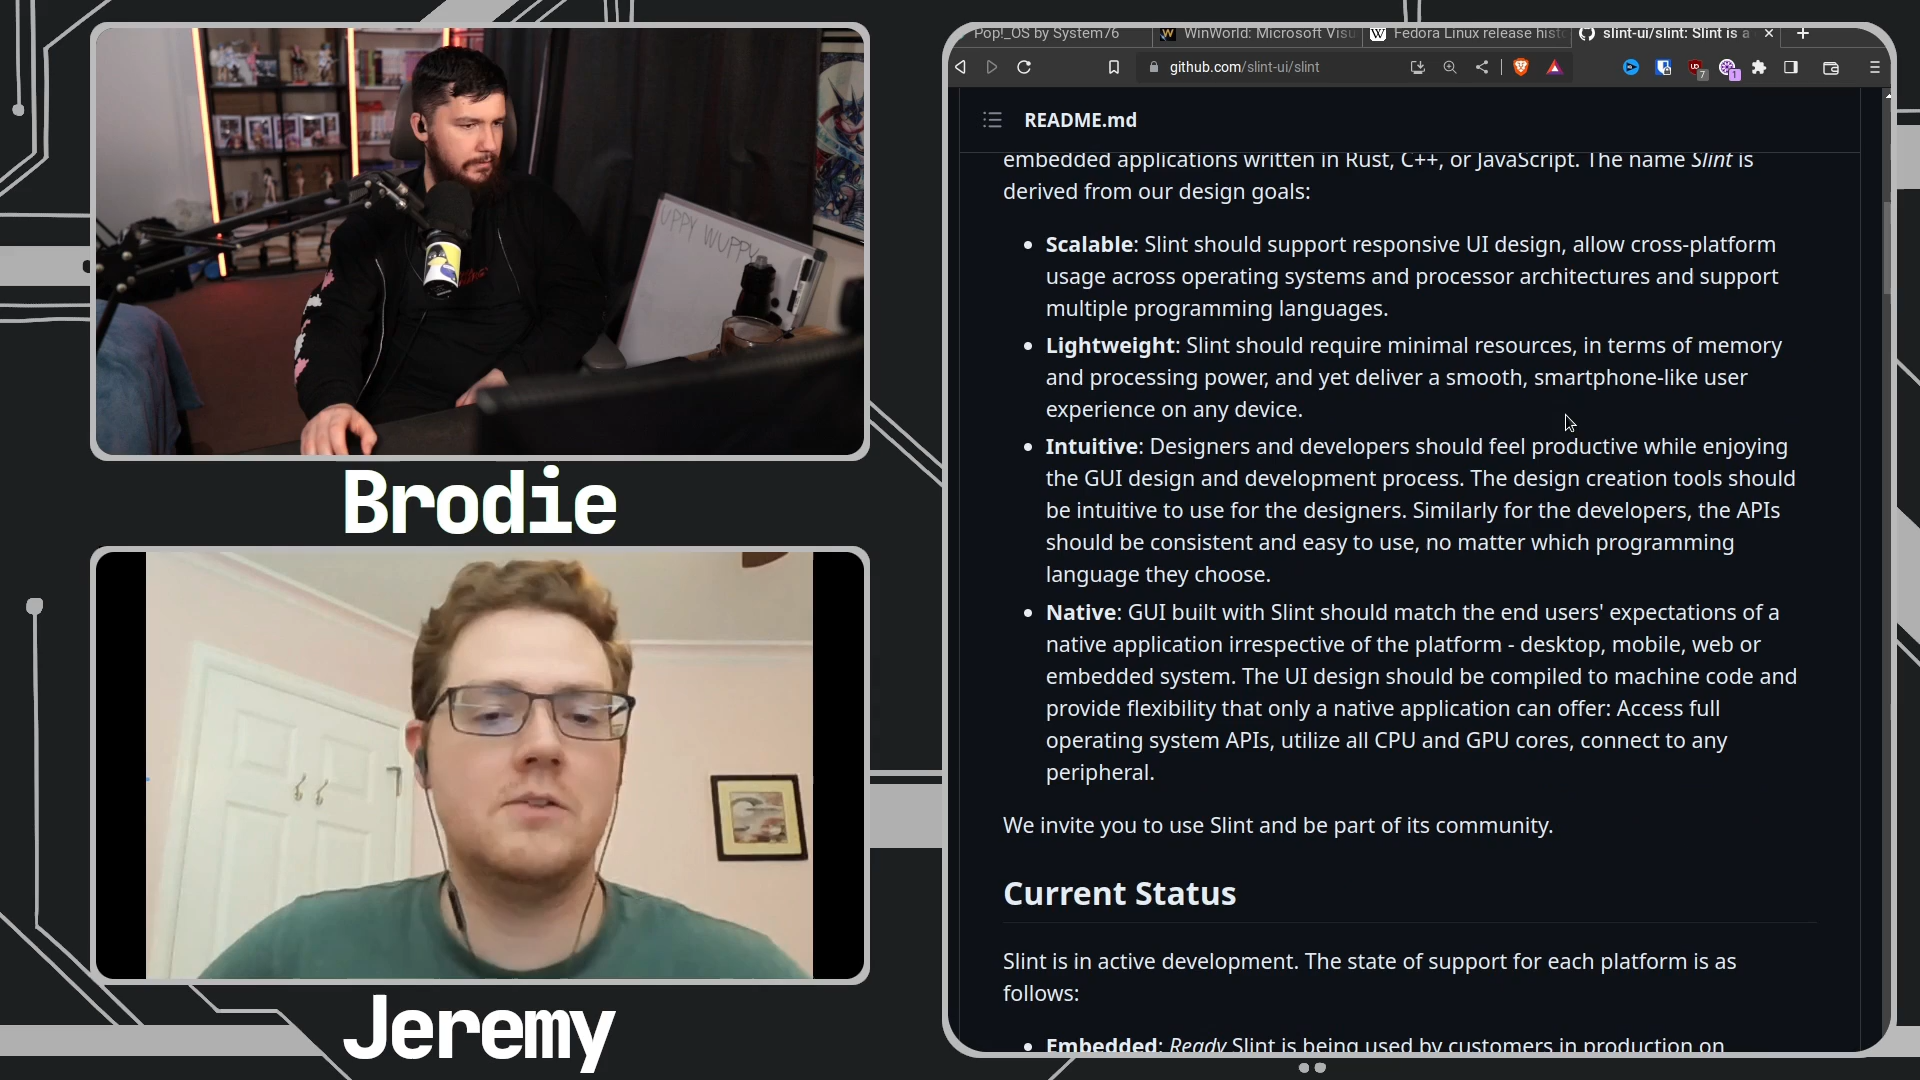 UPPY WUPPY
Brodie
Jeremy
Pop!_OS by System76
WinWorld: Microsoft Visu
Fedora Linux release hist
slint-ui/slint: Slint is a
github.com/slint-ui/slint
7
1
README.md
embedded applications written in Rust, C++, or JavaScript. The name Slint is
derived from our design goals:
Scalable: Slint should support responsive UI design, allow cross-platform
usage across operating systems and processor architectures and support
multiple programming languages.
Lightweight: Slint should require minimal resources, in terms of memory
and processing power, and yet deliver a smooth, smartphone-like user
experience on any device.
Intuitive: Designers and developers should feel productive while enjoying
the GUI design and development process. The design creation tools should
be intuitive to use for the designers. Similarly for the developers, the APIs
should be consistent and easy to use, no matter which programming
language they choose.
Native: GUI built with Slint should match the end users' expectations of a
native application irrespective of the platform - desktop, mobile, web or
embedded system. The UI design should be compiled to machine code and
provide flexibility that only a native application can offer: Access full
operating system APIs, utilize all CPU and GPU cores, connect to any
peripheral.
We invite you to use Slint and be part of its community.
Current Status
Slint is in active development. The state of support for each platform is as
follows:
Embedded: Ready Slint is being used by customers in production on